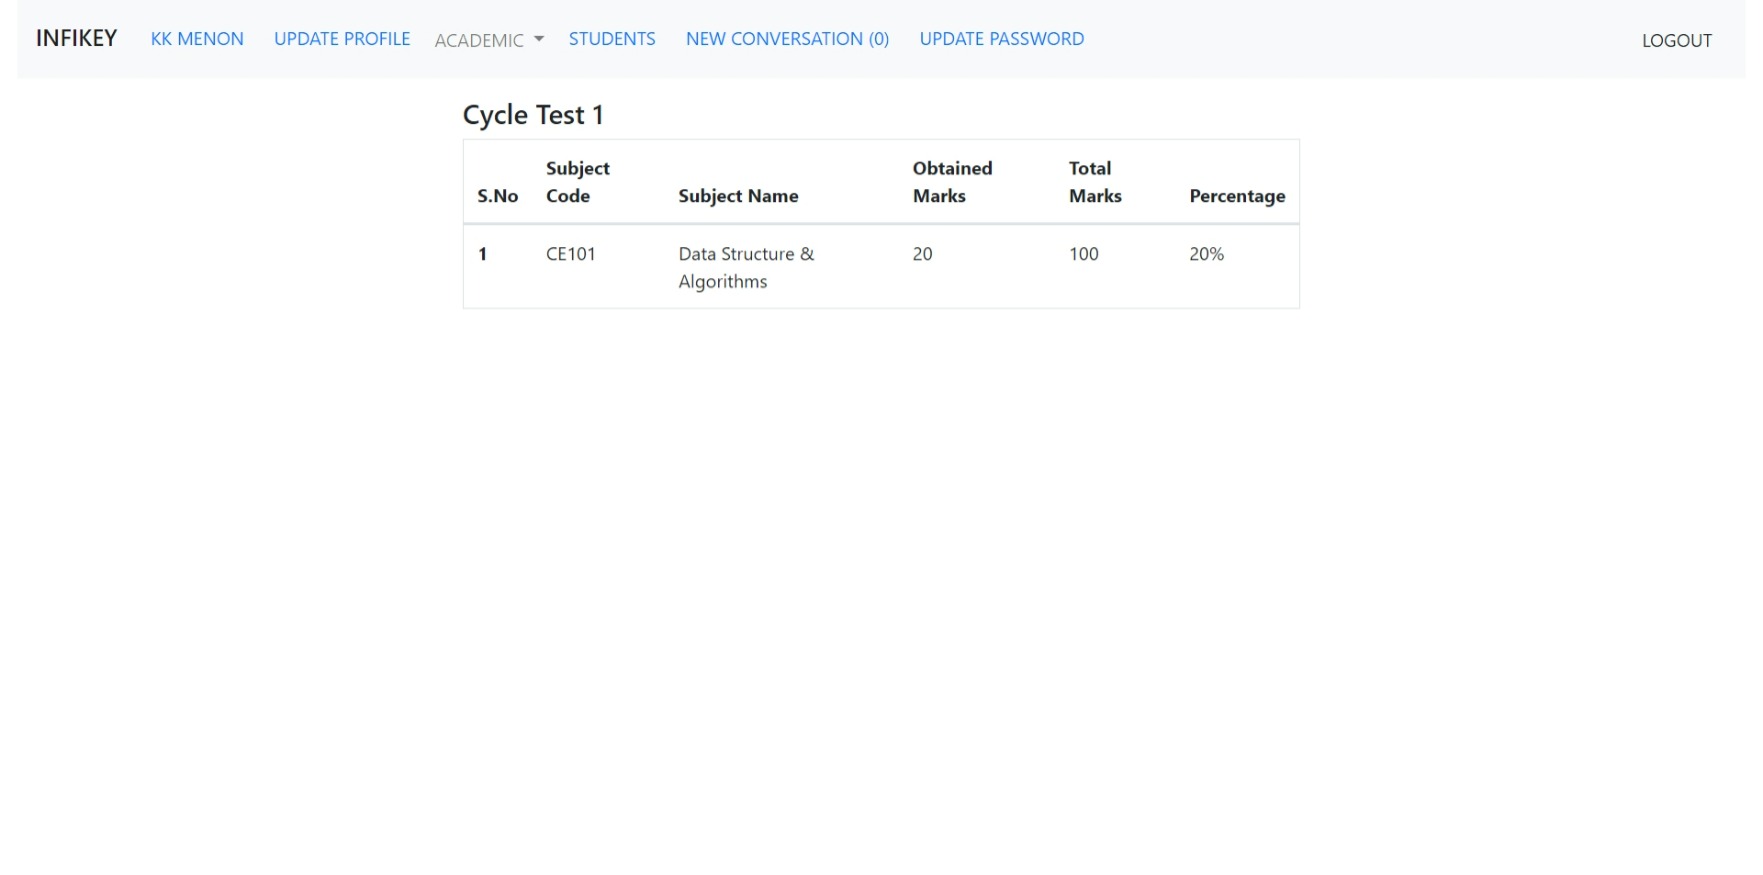 INFIKEY KK MENON UPDATE PROFILE ACADEMIC STUDENTS NEW CONVERSATION (0) UPDATE PASSWORD LOGOUT
Cycle Test 1
S.No Subject Code Subject Name Obtained Marks Total Marks Percentage
1 CE101 Data Structure & 20 100 20%
Algorithms